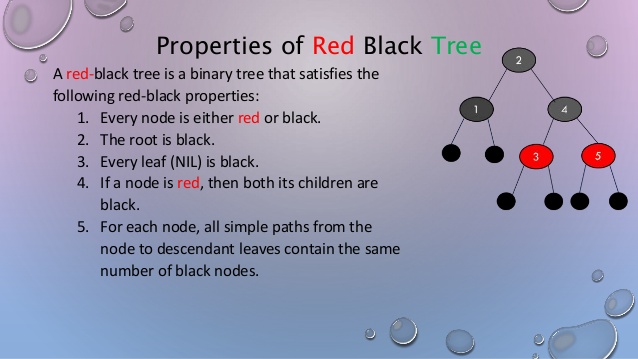 Properties of Red Black Tree
A red-black tree is a binary tree that satisfies the
following red-black properties:
1. Every node is either red or black.
2. The root is black.
3. Every leaf (NIL) is black.
4. If a node is red, then both its children are
black.
5. For each node, all simple paths from the
node to descendant leaves contain the same
number of black nodes.
2
1
4
3
5